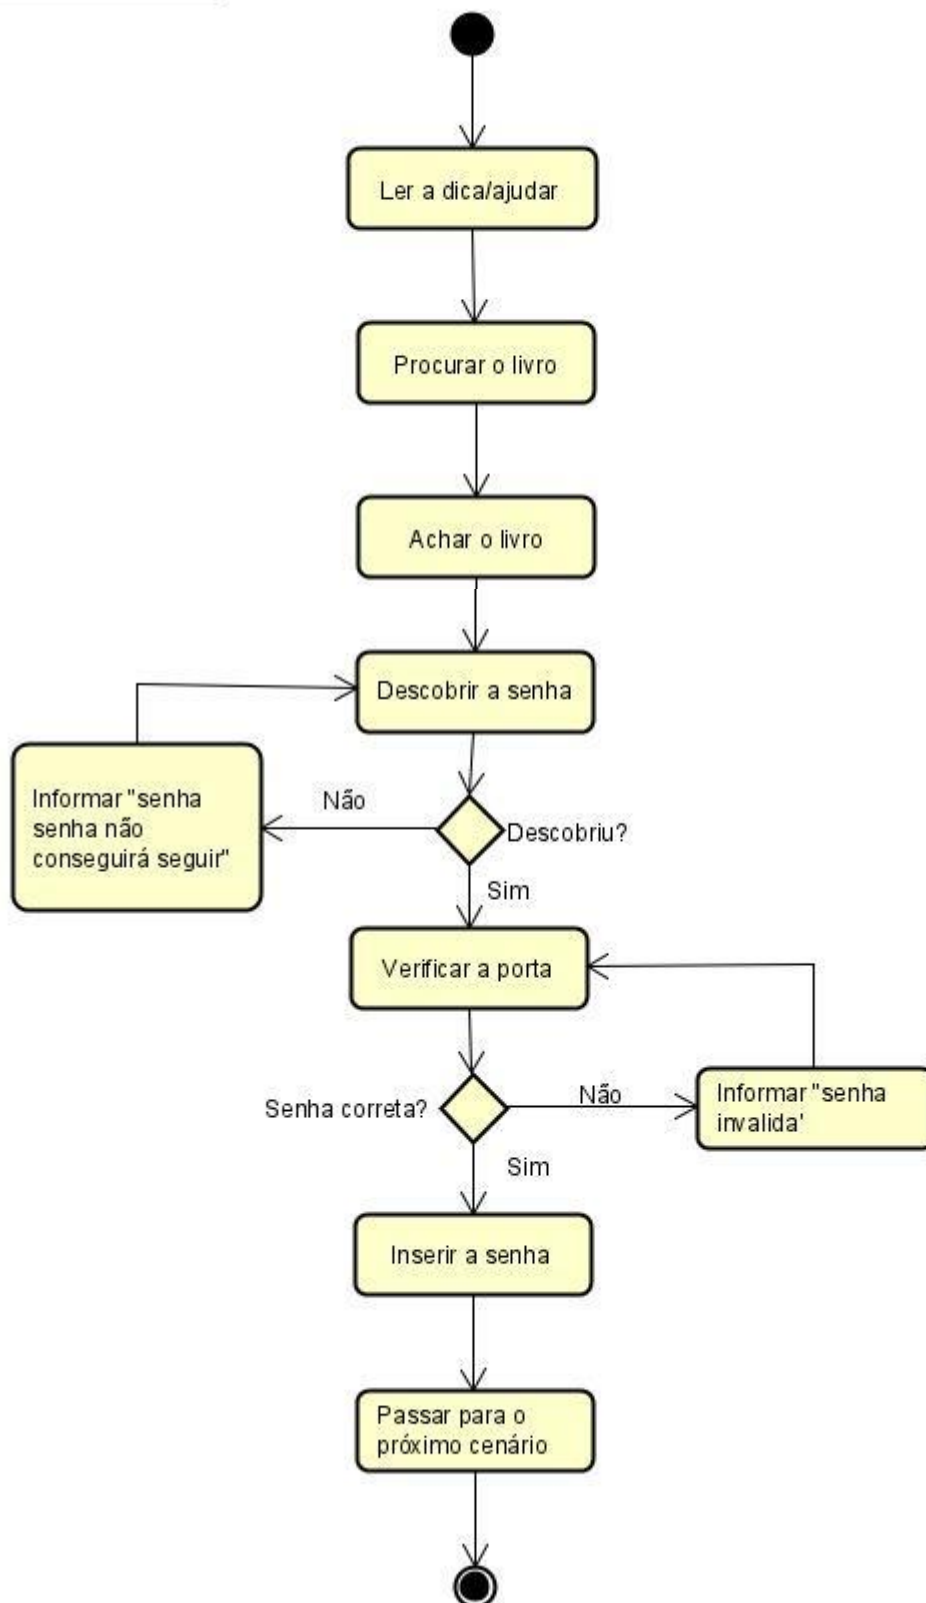 Ler a dica/ajudar
Procurar o livro
Achar o livro
Descobrir a senha
Informar "senha
senha não
conseguirá seguir"
Não
Descobriu?
Sim
Verificar a porta
Senha correta?
Não
Informar "senha
invalida'
Sim
Inserir a senha
Passar para o
próximo cenário